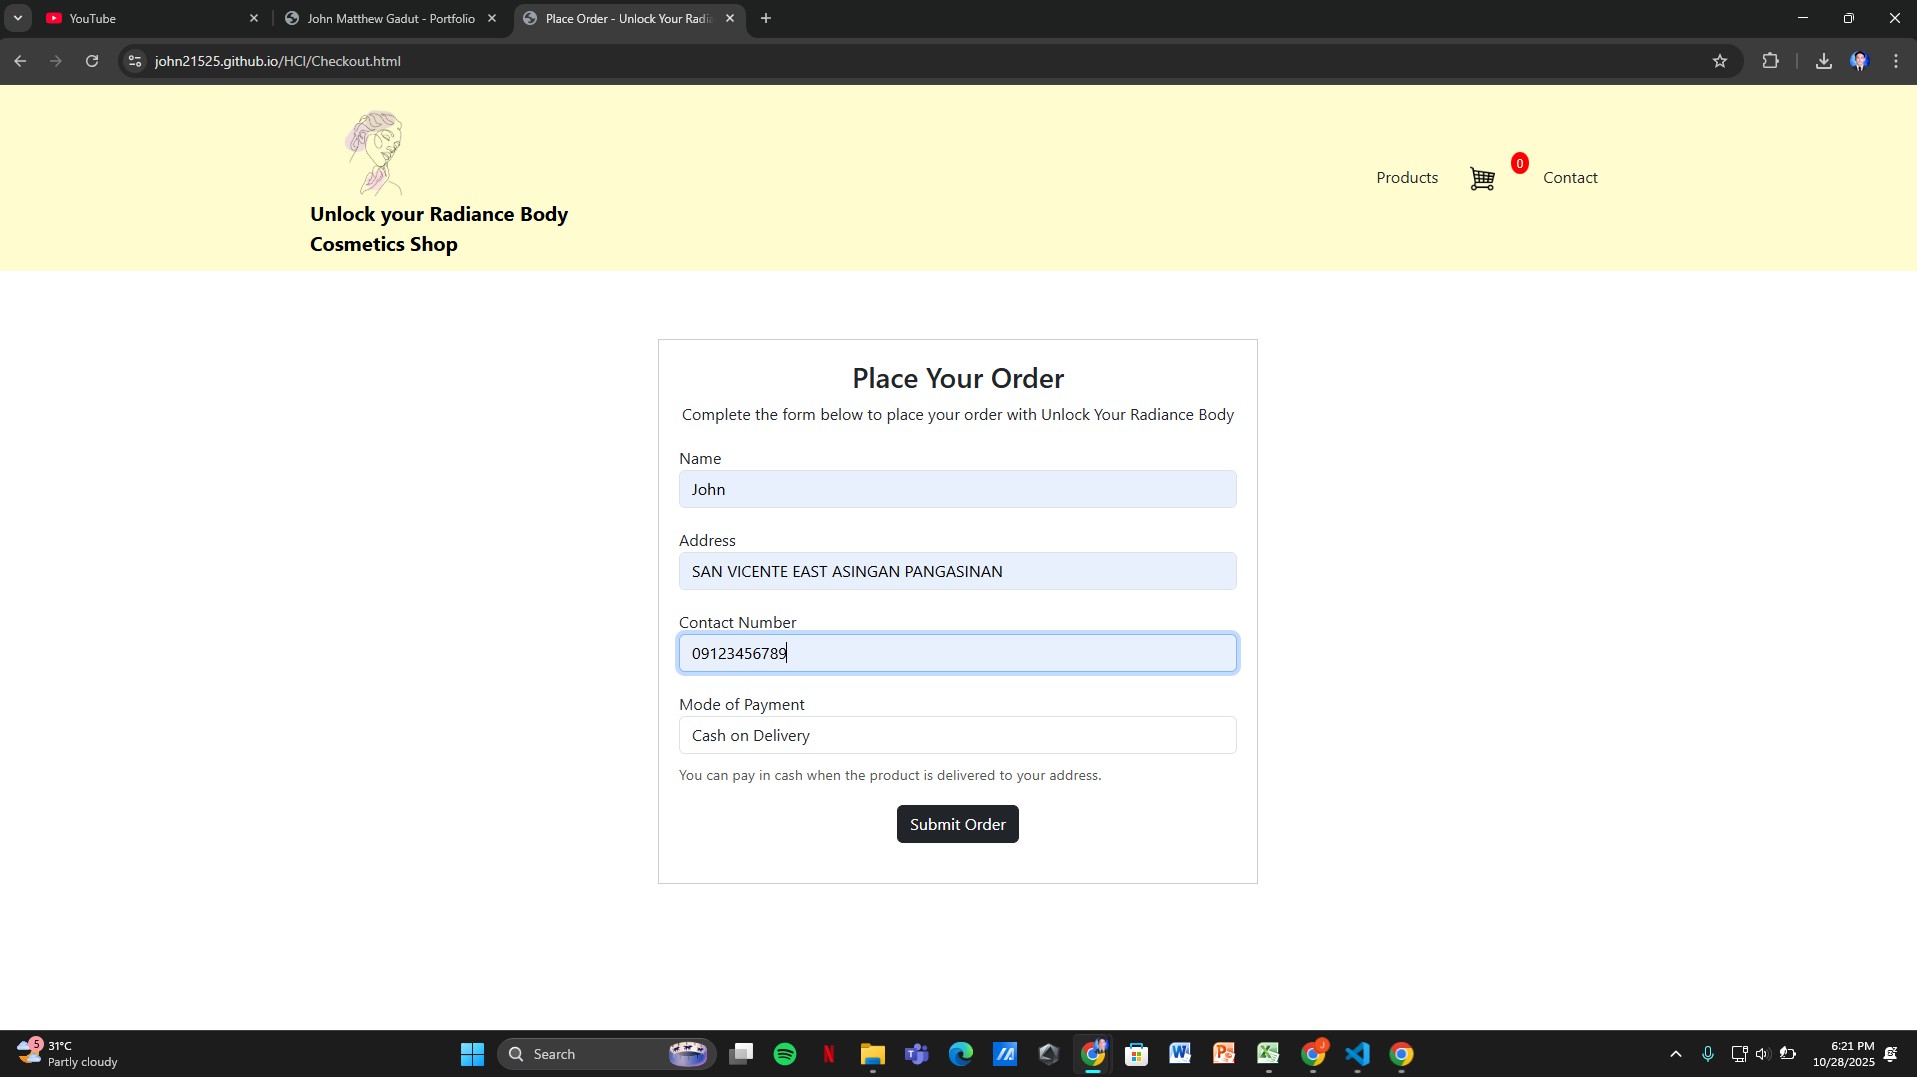 YouTube
John Matthew Gadut - Portfolio
Place Order - Unlock Your Radia
john21525.github.io/HCI/Checkout.html
Unlock your Radiance Body
Cosmetics Shop
Products
0
Contact
Place Your Order
Complete the form below to place your order with Unlock Your Radiance Body
Name
John
Address
SAN VICENTE EAST ASINGAN PANGASINAN
Contact Number
09123456789
Mode of Payment
Cash on Delivery
You can pay in cash when the product is delivered to your address.
Submit Order
5
31°C
Partly cloudy
Search
6:21 PM
10/28/2025